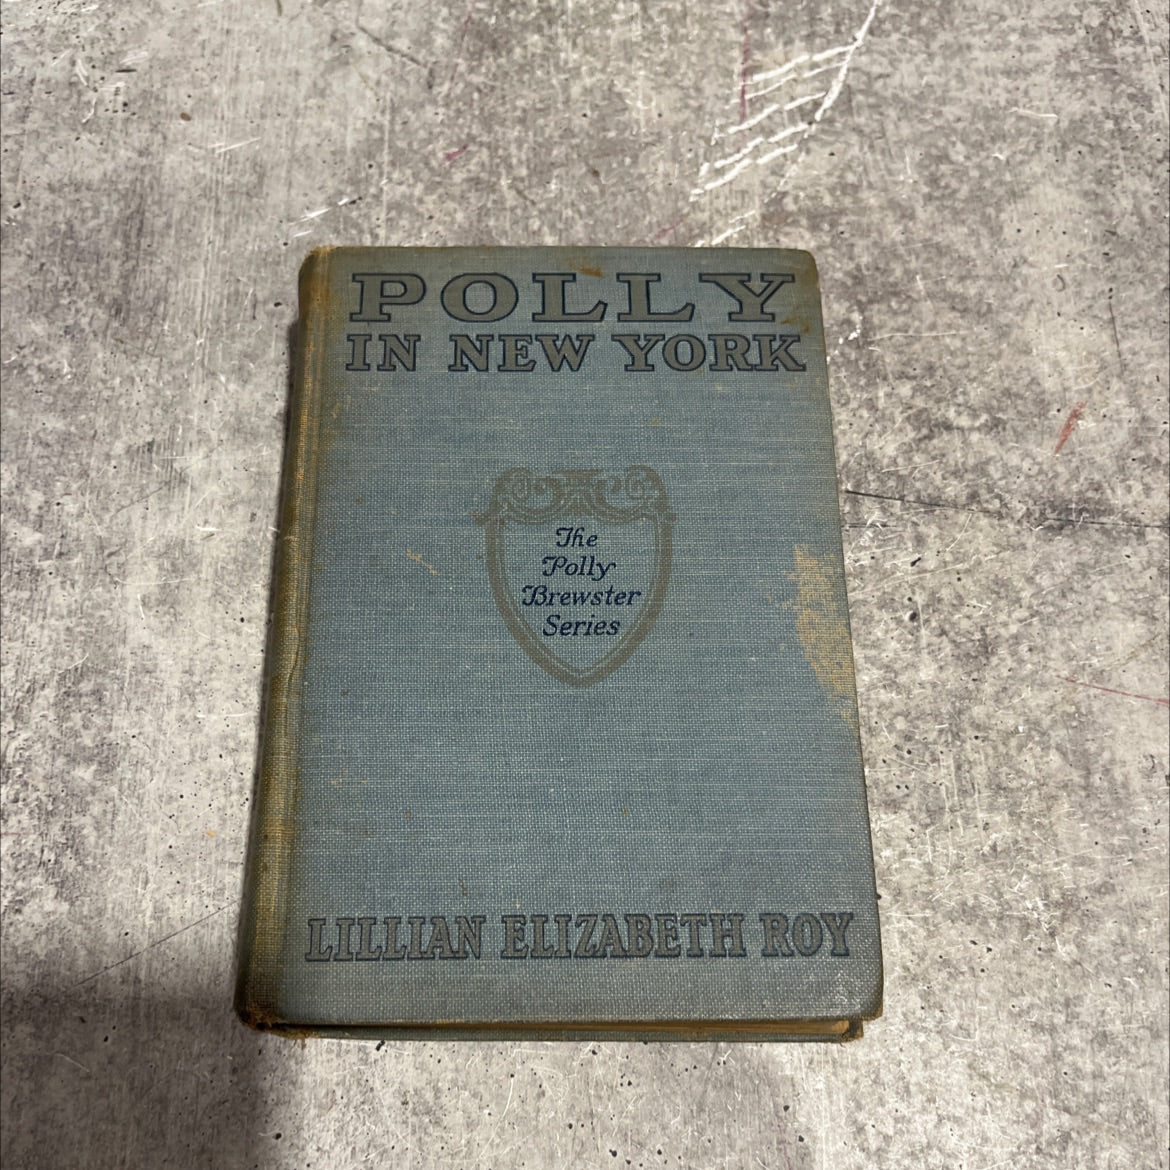 POLLY
IN NEW YORK
The
Polly
Brewster
Series
LILLIAN ELIZABETH ROY